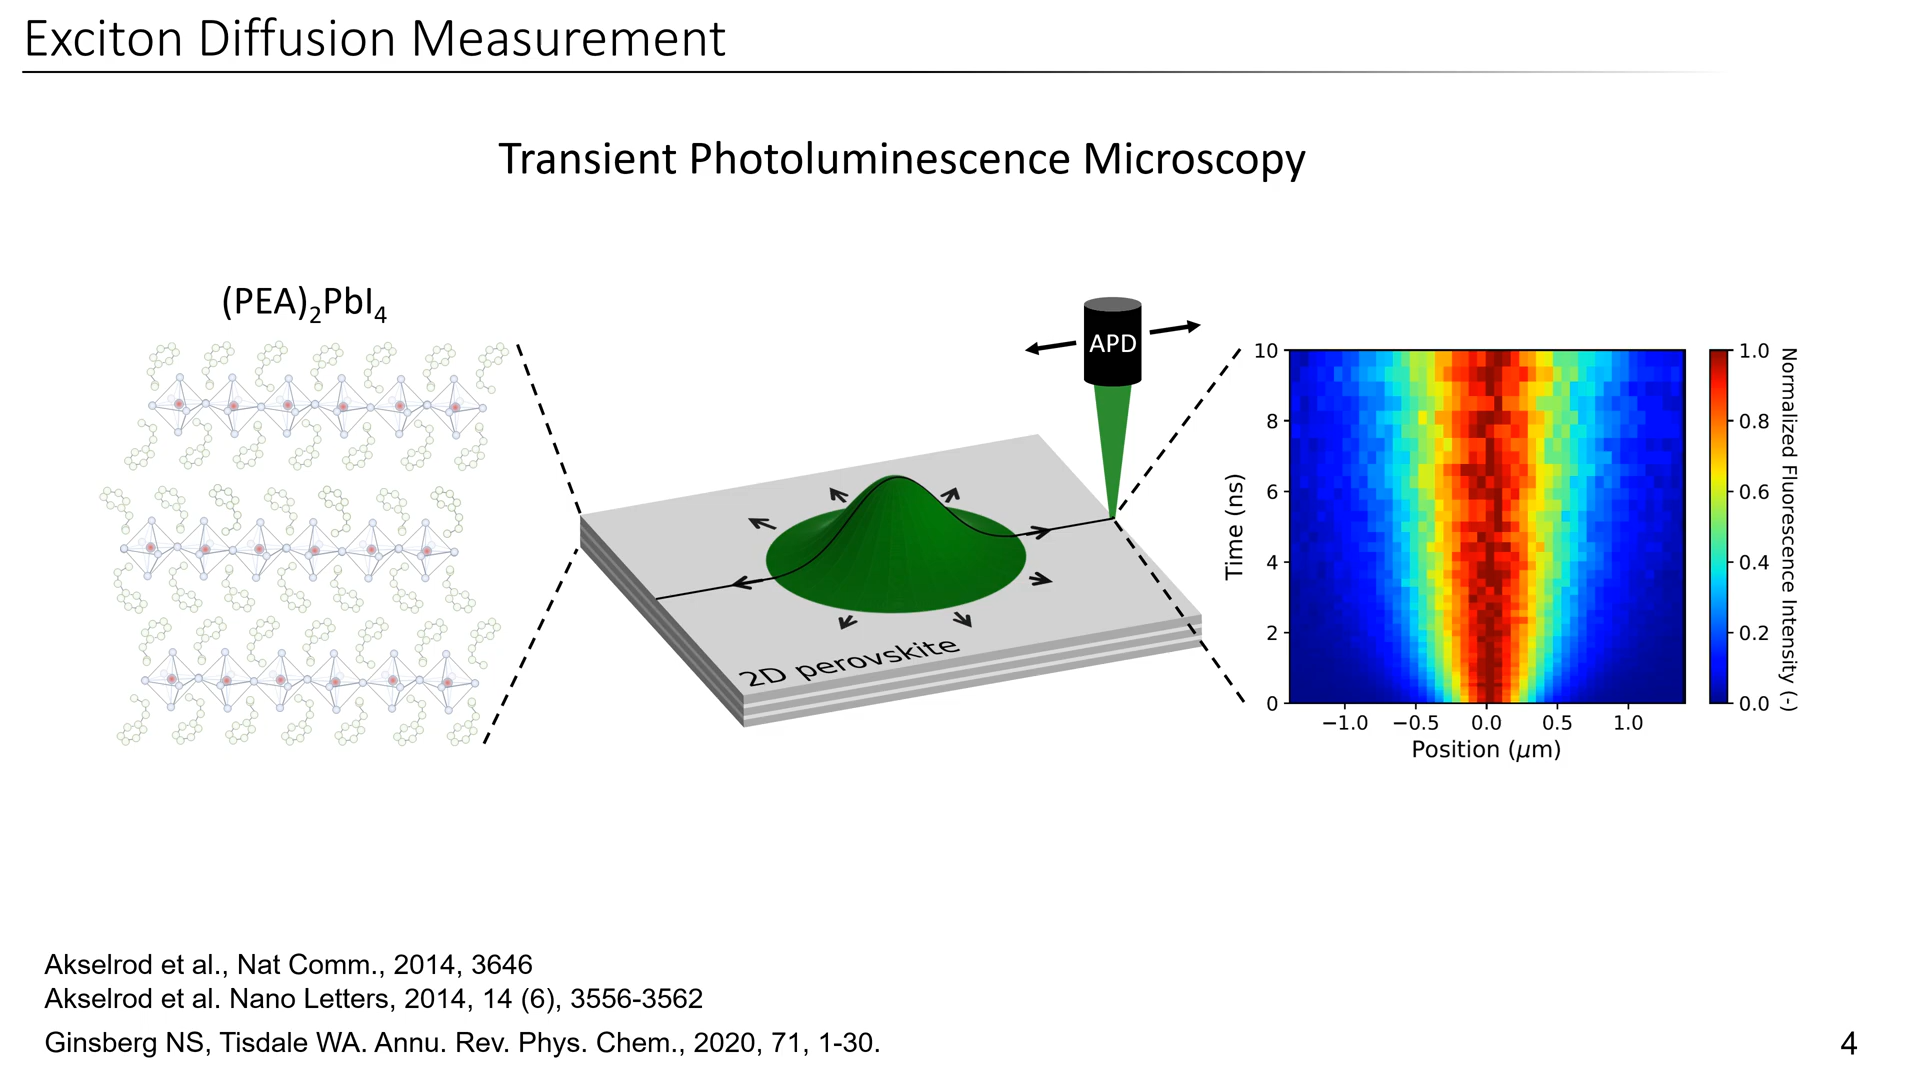 Exciton Diffusion Measurement
Transient Photoluminescence Microscopy
(PEA)₂PbI₄
APD
2D perovskite
10
8
6
4
2
0
Time (ns)
−1.0 −0.5 0.0 0.5 1.0
Position (μm)
1.0
0.8
0.6
0.4
0.2
0.0
Normalized Fluorescence Intensity (-)
Akselrod et al., Nat Comm., 2014, 3646
Akselrod et al. Nano Letters, 2014, 14 (6), 3556-3562
Ginsberg NS, Tisdale WA. Annu. Rev. Phys. Chem., 2020, 71, 1-30.
4